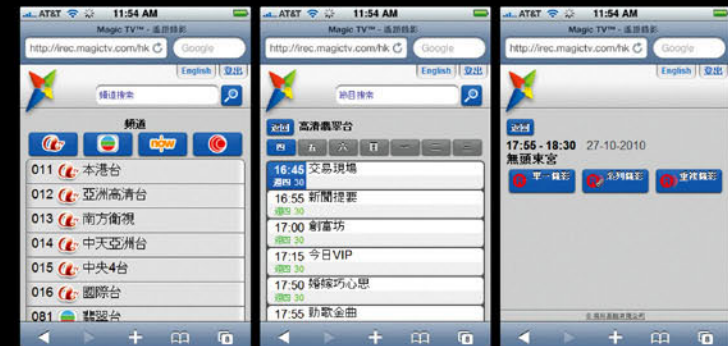 AT&T 11:54 AM
Magic TV™ - 遙控錄影
http://irec.magictv.com/hk
Google
English 登出
頻道搜索
頻道
now
011 本港台
012 亞洲高清台
013 南方衛視
014 中天亞洲台
015 中央4台
016 國際台
081 翡翠台
AT&T 11:54 AM
Magic TV™ - 遙控錄影
http://irec.magictv.com/hk
Google
English 登出
節目搜索
返回 高清翡翠台
四 五 六 日 一 二 三
16:45 交易現場
週四 30
16:55 新聞提要
週四 30
17:00 創富坊
週四 30
17:15 今日VIP
週四 30
17:50 婚嫁巧心思
週四 30
17:55 勁歌金曲
AT&T 11:54 AM
Magic TV™ - 遙控錄影
http://irec.magictv.com/hk
Google
English 登出
返回
17:55 - 18:30 27-10-2010
無頭東宮
單一錄影 系列錄影 重複錄影